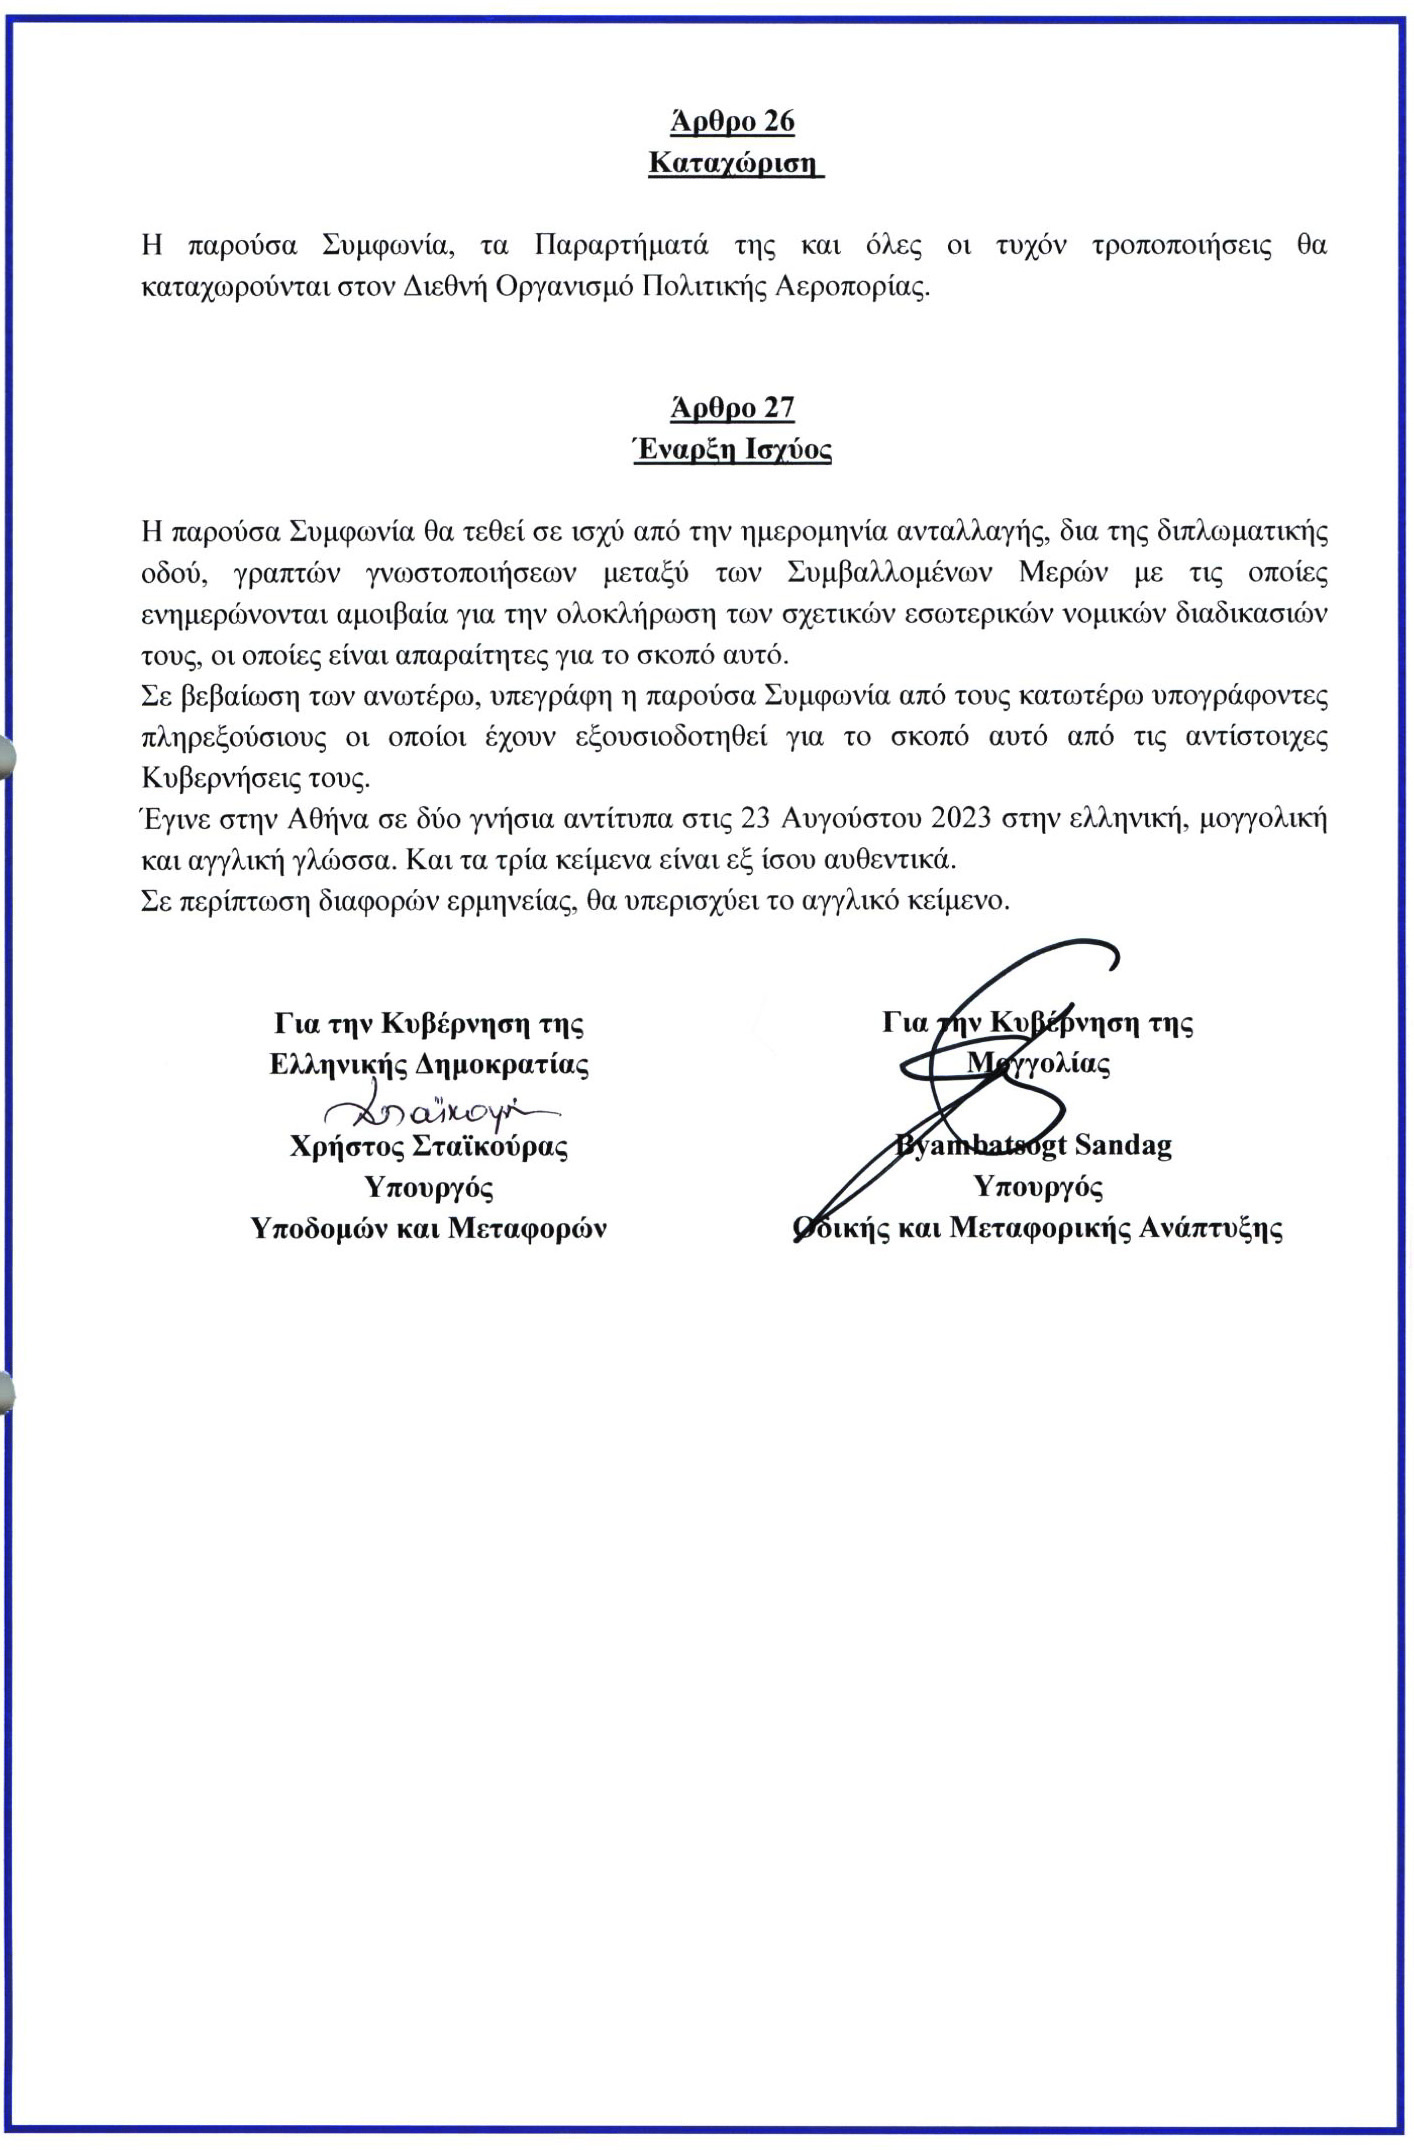 Άρθρο 26
Καταχώριση
Η παρούσα Συμφωνία, τα Παραρτήματά της και όλες οι τυχόν τροποποιήσεις θα
καταχωρούνται στον Διεθνή Οργανισμό Πολιτικής Αεροπορίας.
Άρθρο 27
Έναρξη Ισχύος
Η παρούσα Συμφωνία θα τεθεί σε ισχύ από την ημερομηνία ανταλλαγής, δια της διπλωματικής
οδού, γραπτών γνωστοποιήσεων μεταξύ των Συμβαλλομένων Μερών με τις οποίες
ενημερώνονται αμοιβαία για την ολοκλήρωση των σχετικών εσωτερικών νομικών διαδικασιών
τους, οι οποίες είναι απαραίτητες για το σκοπό αυτό.
Σε βεβαίωση των ανωτέρω, υπεγράφη η παρούσα Συμφωνία από τους κατωτέρω υπογράφοντες
πληρεξούσιους οι οποίοι έχουν εξουσιοδοτηθεί για το σκοπό αυτό από τις αντίστοιχες
Κυβερνήσεις τους.
Έγινε στην Αθήνα σε δύο γνήσια αντίτυπα στις 23 Αυγούστου 2023 στην ελληνική, μογγολική
και αγγλική γλώσσα. Και τα τρία κείμενα είναι εξ ίσου αυθεντικά.
Σε περίπτωση διαφορών ερμηνείας, θα υπερισχύει το αγγλικό κείμενο.
Για την Κυβέρνηση της
Ελληνικής Δημοκρατίας
Χρήστος Σταϊκούρας
Υπουργός
Υποδομών και Μεταφορών
Για την Κυβέρνηση της
Μογγολίας
Byambatsogt Sandag
Υπουργός
Οδικής και Μεταφορικής Ανάπτυξης